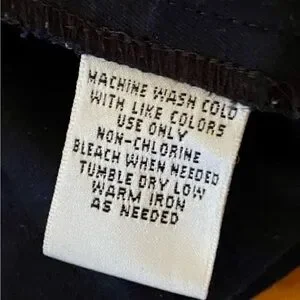 MACHINE WASH COLD
WITH LIKE COLORS
USE ONLY
NON-CHLORINE
BLEACH WHEN NEEDED
TUMBLE DRY LOW
WARM IRON
AS NEEDED